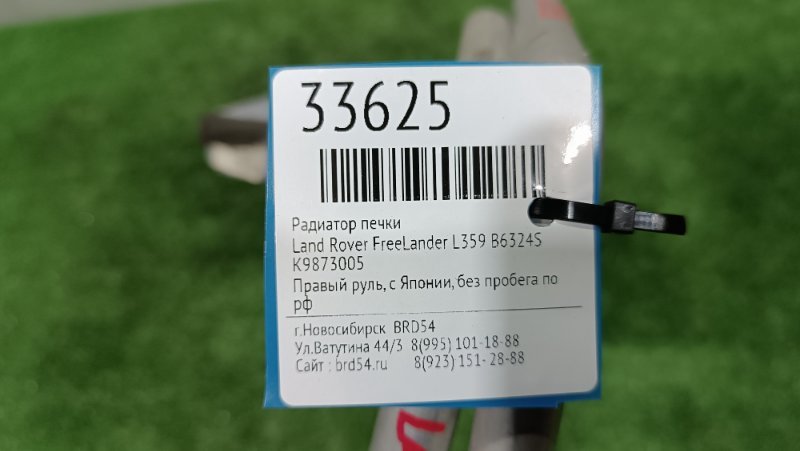 33625
Радиатор печки
Land Rover FreeLander L359 B6324S
K9873005
Правый руль, с Японии, без пробега по
рф
г.Новосибирск BRD54
Ул.Ватутина 44/3 8(995) 101-18-88
Сайт : brd54.ru 8(923) 151- 28-88